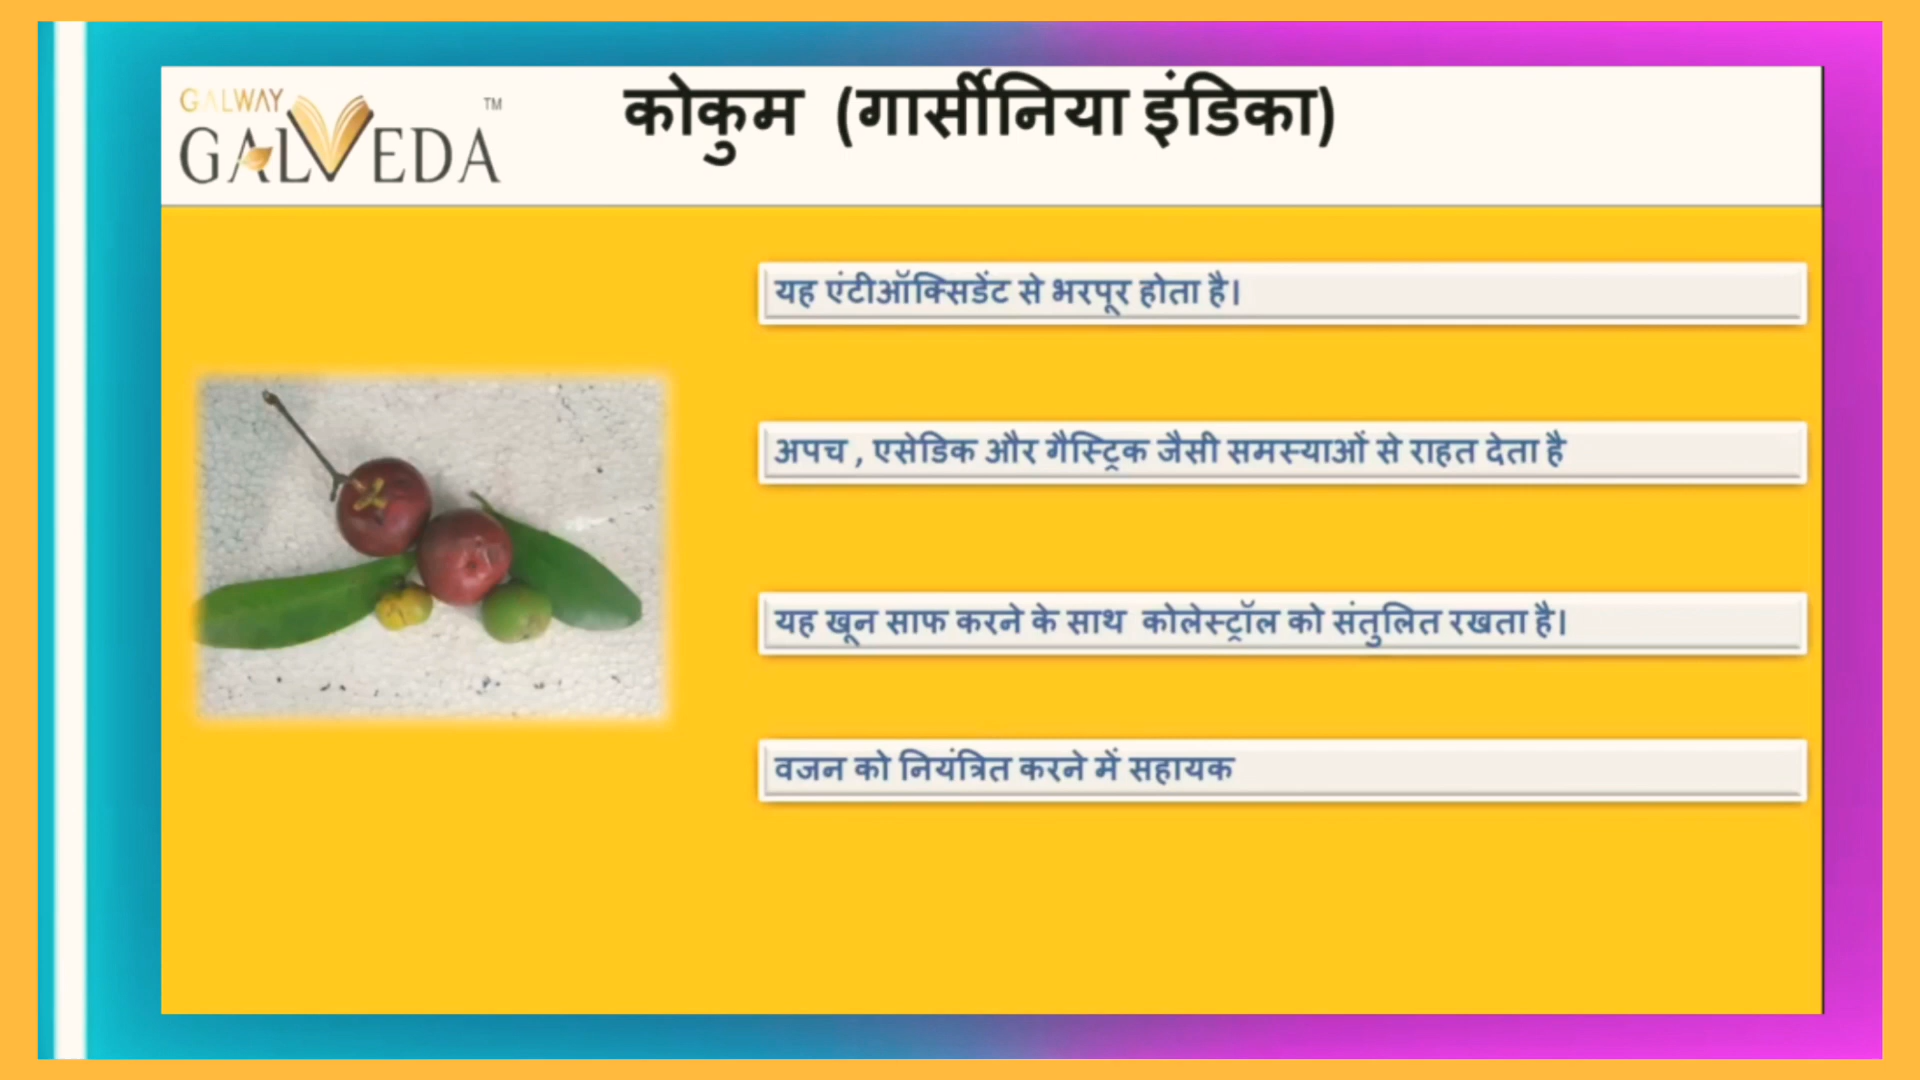 GALWAY
GALVEDA TM
कोकुम (गार्सीनिया इंडिका)
यह एंटीऑक्सिडेंट से भरपूर होता है।
अपच , एसेडिक और गैस्ट्रिक जैसी समस्याओं से राहत देता है
यह खून साफ करने के साथ कोलेस्ट्रॉल को संतुलित रखता है।
वजन को नियंत्रित करने में सहायक